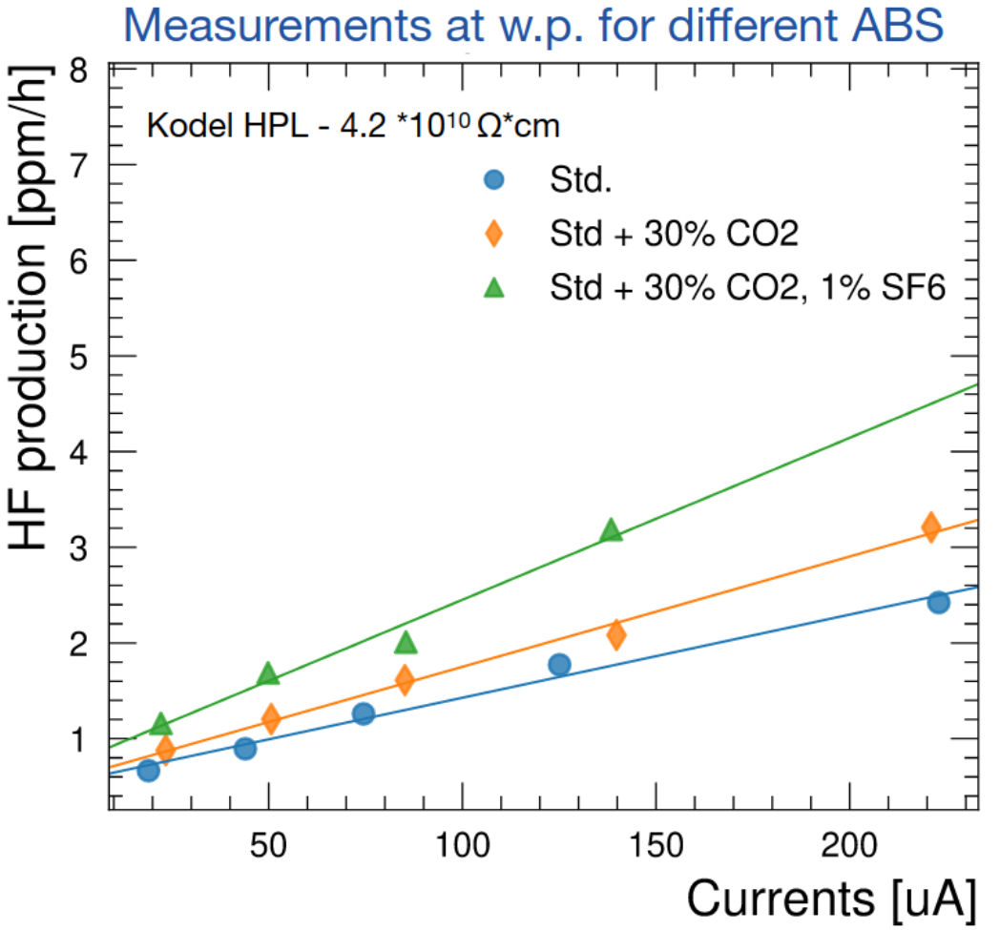 Measurements at w.p. for different ABS
HF production [ppm/h]
8
7
6
5
4
3
2
1
Kodel HPL - 4.2 *10¹⁰ Ω*cm
Std.
Std + 30% CO2
Std + 30% CO2, 1% SF6
50 100 150 200
Currents [uA]